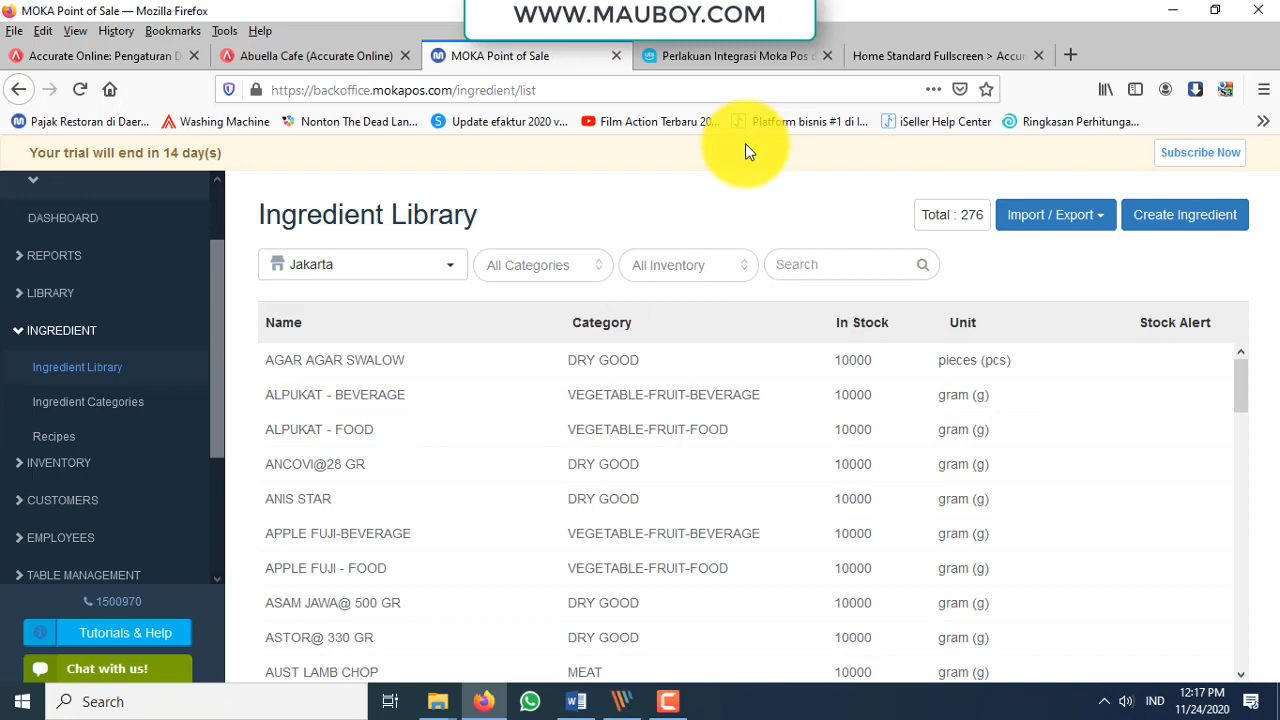 MOKA Point of Sale — Mozilla Firefox
WWW.MAUBOY.COM
File Edit View History Bookmarks Tools Help
Accurate Online: Pengaturan D
Abuella Cafe (Accurate Online)
MOKA Point of Sale
Perlakuan Integrasi Moka Pos d
Home Standard Fullscreen > Accur
https://backoffice.mokapos.com/ingredient/list
Pajak Restoran di Daer...
Washing Machine
Nonton The Dead Lan...
Update efaktur 2020 v...
Film Action Terbaru 20...
Platform bisnis #1 di I...
iSeller Help Center
Ringkasan Perhitunga...
Your trial will end in 14 day(s)
Subscribe Now
DASHBOARD
REPORTS
LIBRARY
INGREDIENT
Ingredient Library
Ingredient Categories
Recipes
INVENTORY
CUSTOMERS
EMPLOYEES
TABLE MANAGEMENT
1500970
Tutorials & Help
Chat with us!
Ingredient Library
Total : 276
Import / Export
Create Ingredient
Jakarta
All Categories
All Inventory
Search
Name Category In Stock Unit Stock Alert
AGAR AGAR SWALOW DRY GOOD 10000 pieces (pcs)
ALPUKAT - BEVERAGE VEGETABLE-FRUIT-BEVERAGE 10000 gram (g)
ALPUKAT - FOOD VEGETABLE-FRUIT-FOOD 10000 gram (g)
ANCOVI@28 GR DRY GOOD 10000 gram (g)
ANIS STAR DRY GOOD 10000 gram (g)
APPLE FUJI-BEVERAGE VEGETABLE-FRUIT-BEVERAGE 10000 gram (g)
APPLE FUJI - FOOD VEGETABLE-FRUIT-FOOD 10000 gram (g)
ASAM JAWA@ 500 GR DRY GOOD 10000 gram (g)
ASTOR@ 330 GR DRY GOOD 10000 gram (g)
AUST LAMB CHOP MEAT 10000 gram (g)
Search
IND
12:17 PM
11/24/2020